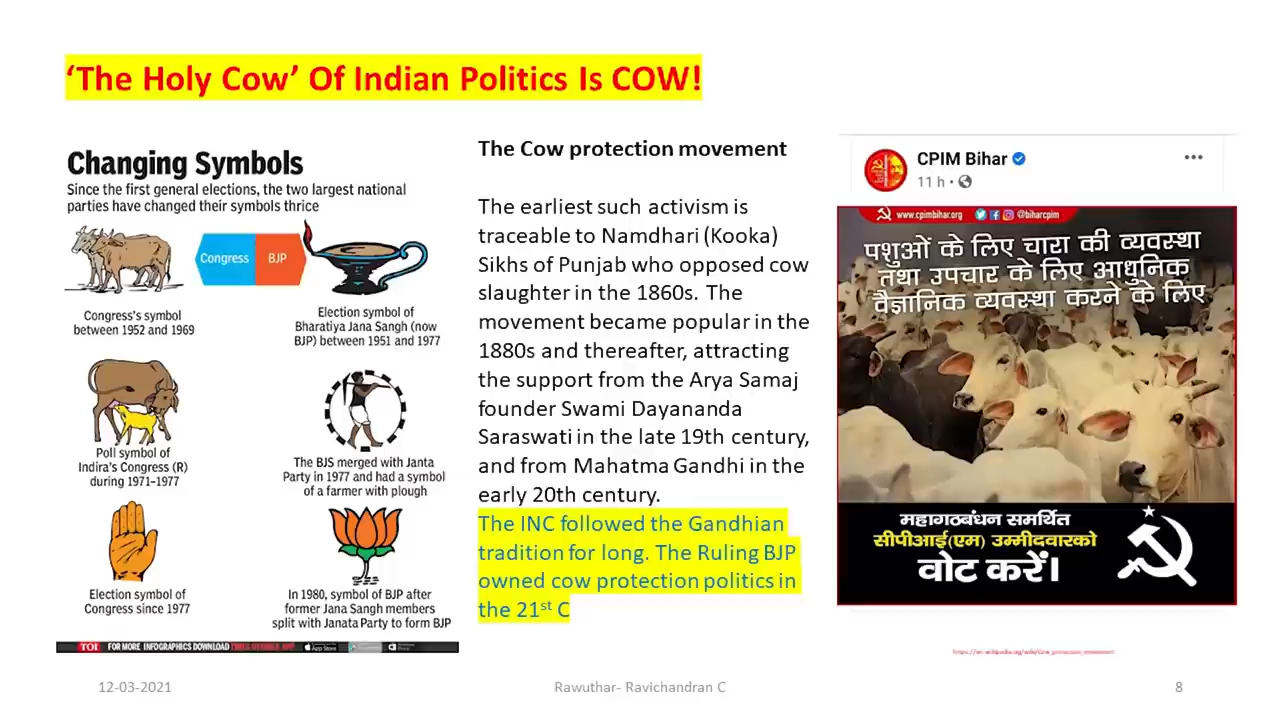 ‘The Holy Cow’ Of Indian Politics Is COW!
Changing Symbols
Since the first general elections, the two largest national
parties have changed their symbols thrice
Congress
BJP
Congress's symbol
between 1952 and 1969
Election symbol of
Bharatiya Jana Sangh (now
BJP) between 1951 and 1977
Poll symbol of
Indira's Congress (R)
during 1971–1977
The BJS merged with Janta
Party in 1977 and had a symbol
of a farmer with plough
Election symbol of
Congress since 1977
In 1980, symbol of BJP after
former Jana Sangh members
split with Janata Party to form BJP
TOI FOR MORE INFOGRAPHICS DOWNLOAD
The Cow protection movement
The earliest such activism is
traceable to Namdhari (Kooka)
Sikhs of Punjab who opposed cow
slaughter in the 1860s. The
movement became popular in the
1880s and thereafter, attracting
the support from the Arya Samaj
founder Swami Dayananda
Saraswati in the late 19th century,
and from Mahatma Gandhi in the
early 20th century.
The INC followed the Gandhian
tradition for long. The Ruling BJP
owned cow protection politics in
the 21st C
CPIM Bihar
11 h
www.cpimbihar.org @biharcpim
पशुओं के लिए चारा की व्यवस्था
तथा उपचार के लिए आधुनिक
वैज्ञानिक व्यवस्था करने के लिए
महागठबंधन समर्थित
सीपीआई(एम) उम्मीदवारको
वोट करें।
https://en.wikipedia.org/wiki/Cow_protection_movement
12-03-2021
Rawuthar- Ravichandran C
8